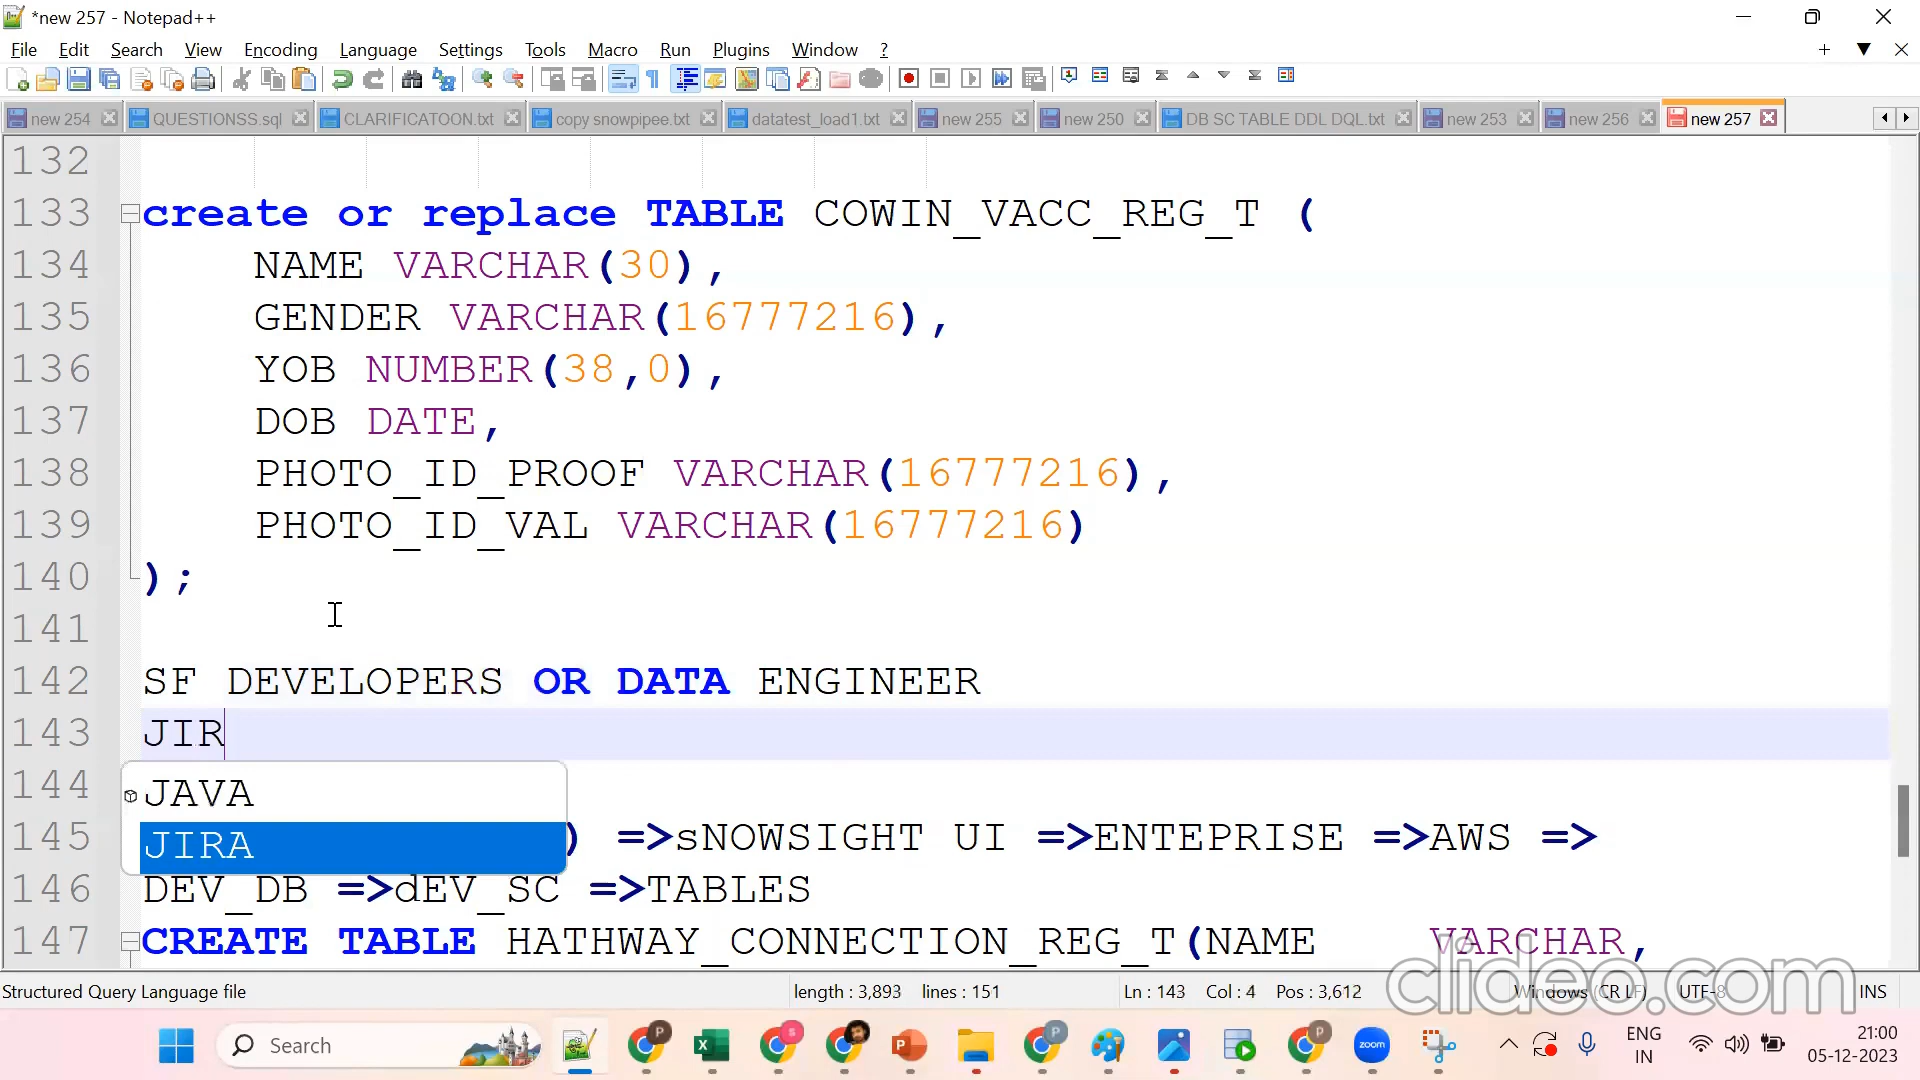 *new 257 - Notepad++
File Edit Search View Encoding Language Settings Tools Macro Run Plugins Window ?
new 254 QUESTIONSS.sql CLARIFICATOON.txt copy snowpipee.txt datatest_load1.txt new 255 new 250 DB SC TABLE DDL DQL.txt new 253 new 256 new 257
132
133 create or replace TABLE COWIN_VACC_REG_T (
134 NAME VARCHAR(30),
135 GENDER VARCHAR(16777216),
136 YOB NUMBER(38,0),
137 DOB DATE,
138 PHOTO_ID_PROOF VARCHAR(16777216),
139 PHOTO_ID_VAL VARCHAR(16777216)
140 );
141
142 SF DEVELOPERS OR DATA ENGINEER
143 JIR
144 JAVA
145 ) =>sNOWSIGHT UI =>ENTEPRISE =>AWS =>
JIRA
146 DEV_DB =>dEV_SC =>TABLES
147 CREATE TABLE HATHWAY_CONNECTION_REG_T(NAME VARCHAR,
clideo.com
Structured Query Language file length : 3,893 lines : 151 Ln : 143 Col : 4 Pos : 3,612 Windows (CR LF) UTF-8 INS
Search
P S P P P zoom
ENG
IN
21:00
05-12-2023